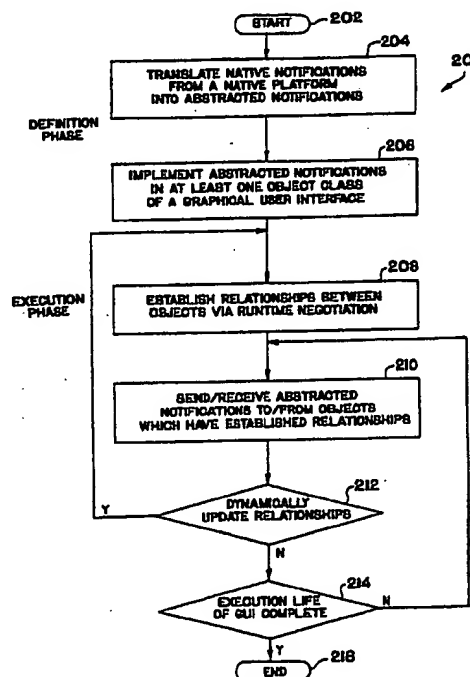 START
202
204
20
TRANSLATE NATIVE NOTIFICATIONS
FROM A NATIVE PLATFORM
INTO ABSTRACTED NOTIFICATIONS
DEFINITION PHASE
206
IMPLEMENT ABSTRACTED NOTIFICATIONS
IN AT LEAST ONE OBJECT CLASS
OF A GRAPHICAL USER INTERFACE
EXECUTION
PHASE
208
ESTABLISH RELATIONSHIPS BETWEEN
OBJECTS VIA RUNTIME NEGOTIATION
210
SEND/RECEIVE ABSTRACTED
NOTIFICATIONS TO/FROM OBJECTS
WHICH HAVE ESTABLISHED RELATIONSHIPS
212
Y
DYNAMICALLY
UPDATE RELATIONSHIPS
N
214
EXECUTION LIFE
OF GUI COMPLETE
N
Y
END
216